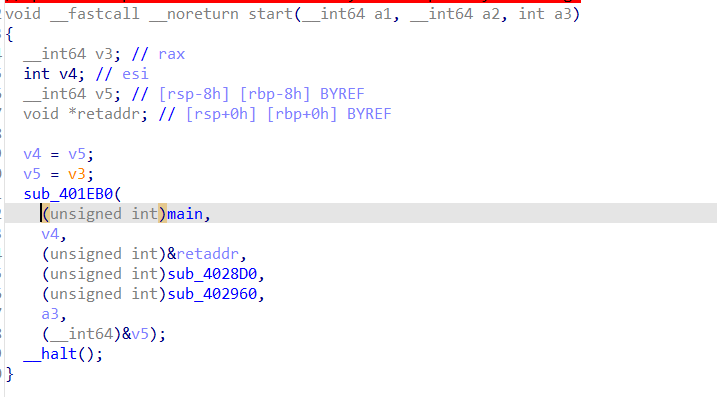 void __fastcall __noreturn start(__int64 a1, __int64 a2, int a3)
{
__int64 v3; // rax
int v4; // esi
__int64 v5; // [rsp-8h] [rbp-8h] BYREF
void *retaddr; // [rsp+0h] [rbp+0h] BYREF
v4 = v5;
v5 = v3;
sub_401EB0(
(unsigned int)main,
v4,
(unsigned int)&retaddr,
(unsigned int)sub_4028D0,
(unsigned int)sub_402960,
a3,
(__int64)&v5);
__halt();
}